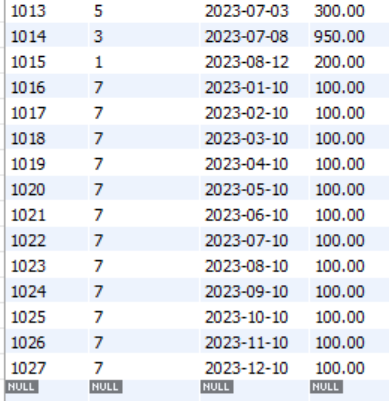 1013 5 2023-07-03 300.00
1014 3 2023-07-08 950.00
1015 1 2023-08-12 200.00
1016 7 2023-01-10 100.00
1017 7 2023-02-10 100.00
1018 7 2023-03-10 100.00
1019 7 2023-04-10 100.00
1020 7 2023-05-10 100.00
1021 7 2023-06-10 100.00
1022 7 2023-07-10 100.00
1023 7 2023-08-10 100.00
1024 7 2023-09-10 100.00
1025 7 2023-10-10 100.00
1026 7 2023-11-10 100.00
1027 7 2023-12-10 100.00
NULL NULL NULL NULL